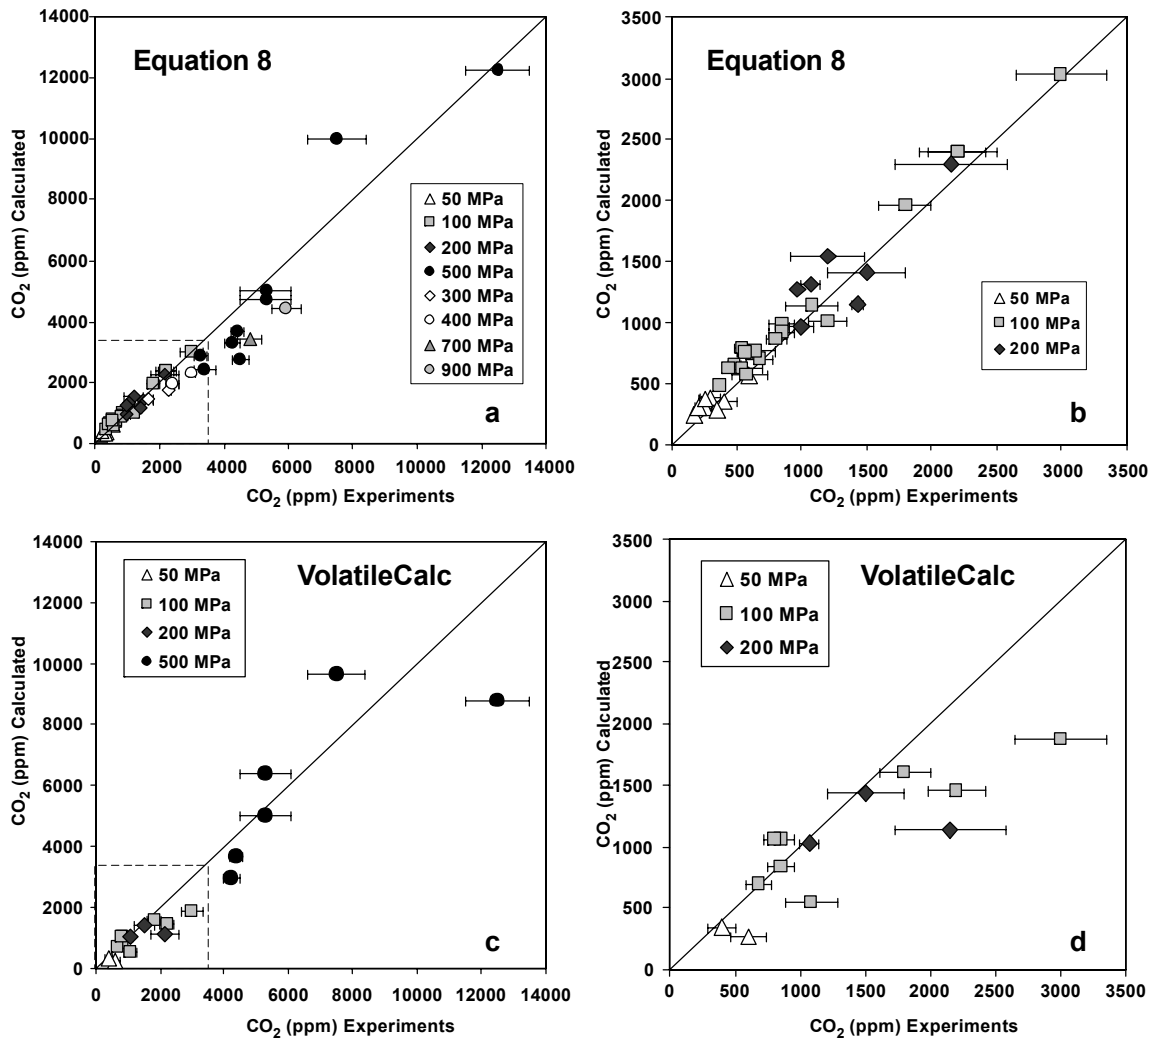 Equation 8
CO2 (ppm) Calculated
14000
12000
10000
8000
6000
4000
2000
0
50 MPa
100 MPa
200 MPa
500 MPa
300 MPa
400 MPa
700 MPa
900 MPa
a
0 2000 4000 6000 8000 10000 12000 14000
CO2 (ppm) Experiments
Equation 8
CO2 (ppm) Calculated
3500
3000
2500
2000
1500
1000
500
0
50 MPa
100 MPa
200 MPa
b
0 500 1000 1500 2000 2500 3000 3500
CO2 (ppm) Experiments
VolatileCalc
CO2 (ppm) Calculated
14000
12000
10000
8000
6000
4000
2000
0
50 MPa
100 MPa
200 MPa
500 MPa
c
0 2000 4000 6000 8000 10000 12000 14000
CO2 (ppm) Experiments
VolatileCalc
CO2 (ppm) Calculated
3500
3000
2500
2000
1500
1000
500
0
50 MPa
100 MPa
200 MPa
d
0 500 1000 1500 2000 2500 3000 3500
CO2 (ppm) Experiments